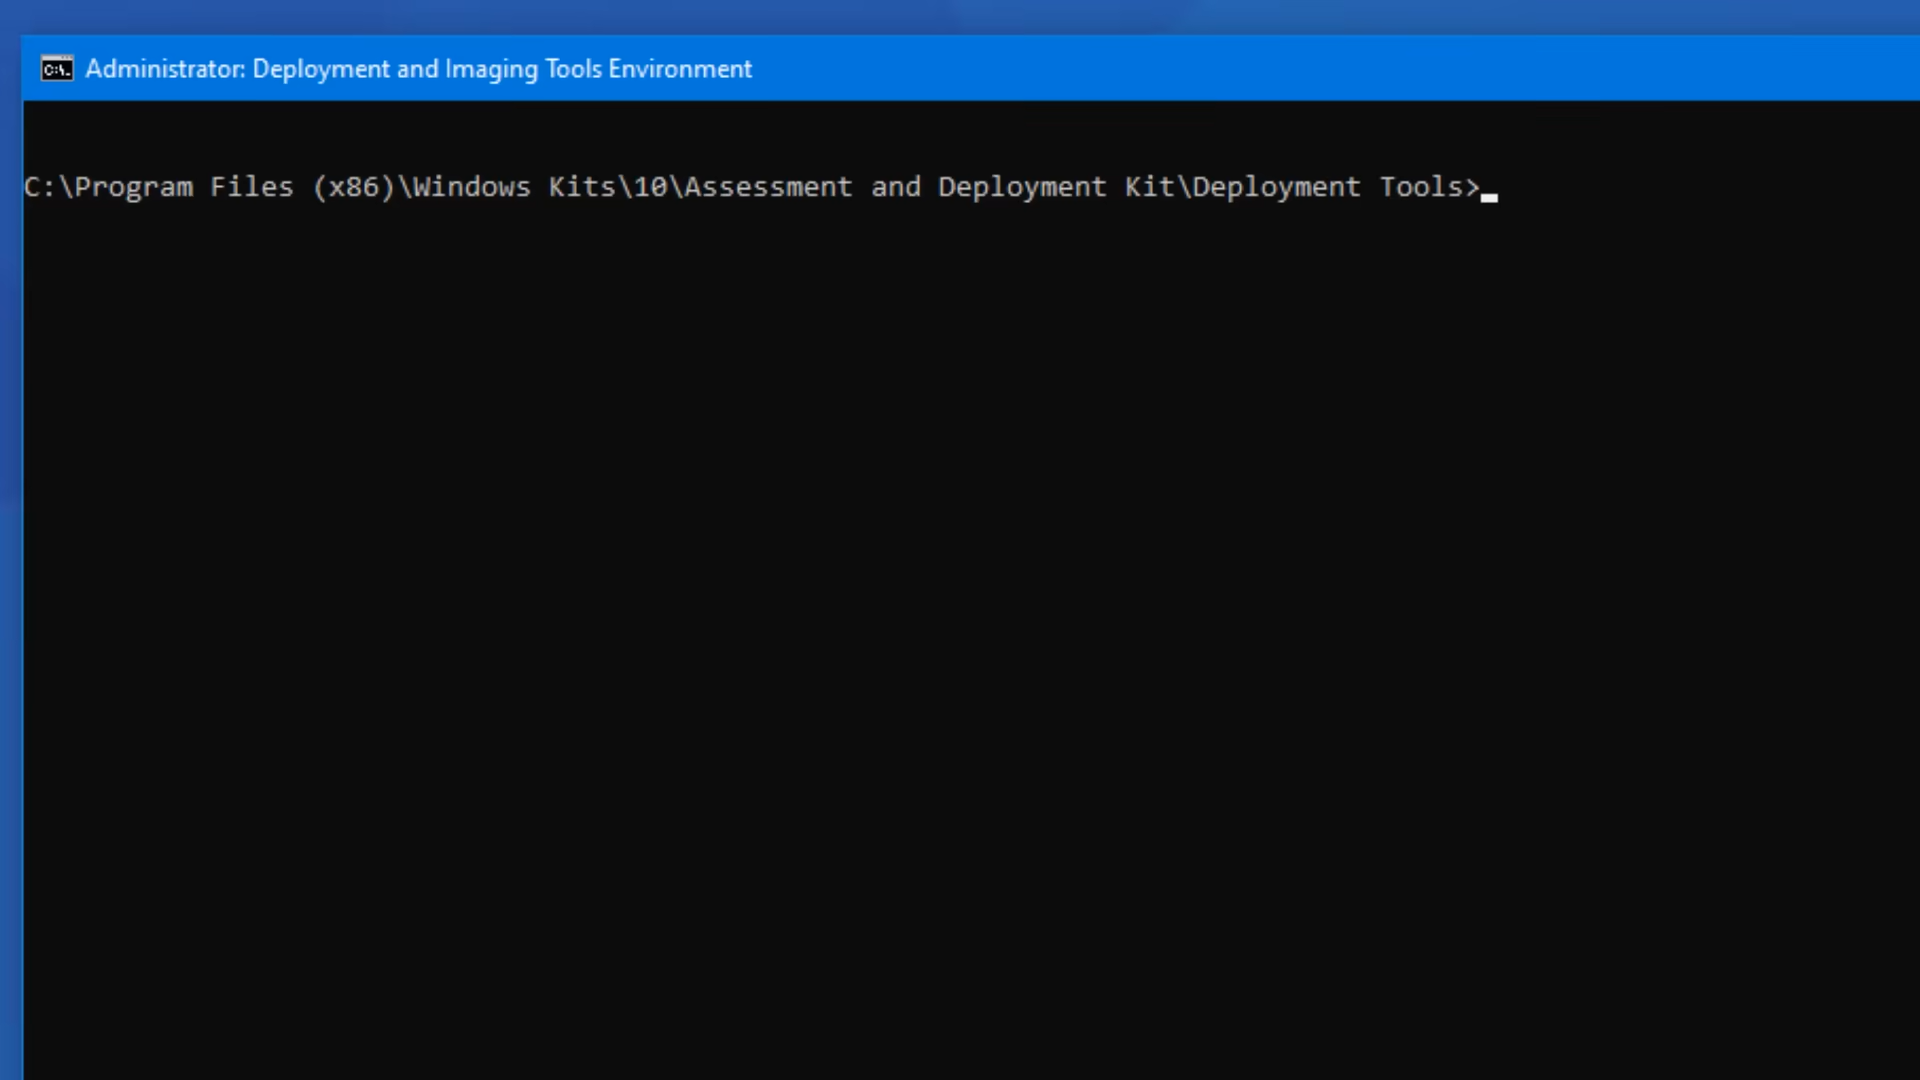 Administrator: Deployment and Imaging Tools Environment
C:\Program Files (x86)\Windows Kits\10\Assessment and Deployment Kit\Deployment Tools>